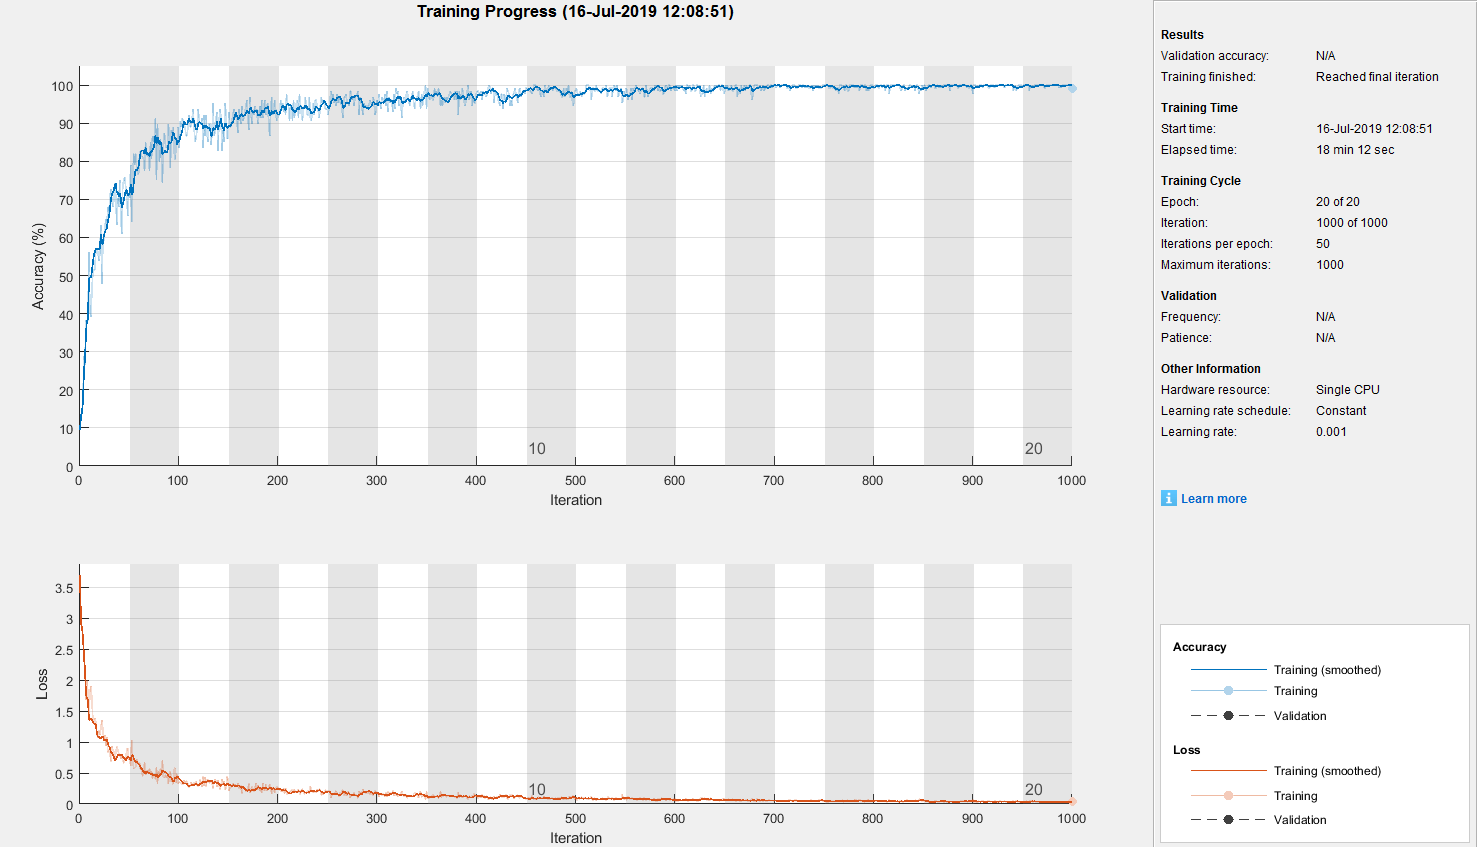 Training Progress (16-Jul-2019 12:08:51)
Accuracy (%)
100
90
80
70
60
50
40
30
20
10
0
10
20
0
100
200
300
400
500
600
700
800
900
1000
Iteration
Loss
3.5
3
2.5
2
1.5
1
0.5
0
10
20
0
100
200
300
400
500
600
700
800
900
1000
Iteration
Results
Validation accuracy: N/A
Training finished: Reached final iteration
Training Time
Start time: 16-Jul-2019 12:08:51
Elapsed time: 18 min 12 sec
Training Cycle
Epoch: 20 of 20
Iteration: 1000 of 1000
Iterations per epoch: 50
Maximum iterations: 1000
Validation
Frequency: N/A
Patience: N/A
Other Information
Hardware resource: Single CPU
Learning rate schedule: Constant
Learning rate: 0.001
i Learn more
Accuracy
Training (smoothed)
Training
Validation
Loss
Training (smoothed)
Training
Validation